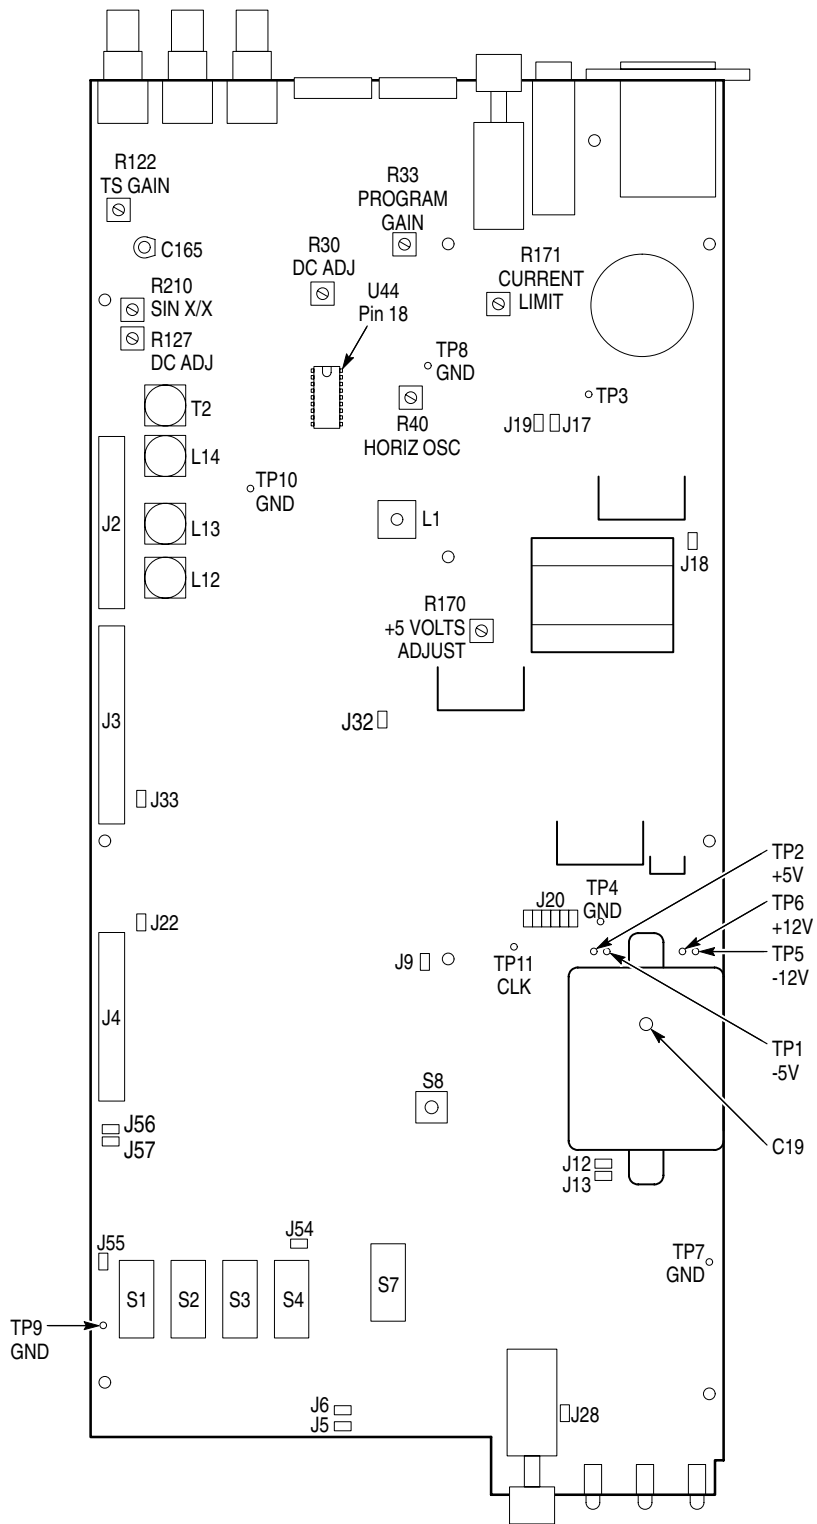 R122
TS GAIN
R33
PROGRAM
GAIN
C165
R30
DC ADJ
R171
CURRENT
LIMIT
R210
SIN X/X
U44
Pin 18
R127
DC ADJ
TP8
GND
T2
TP3
R40
HORIZ OSC
J19
J17
L14
TP10
GND
J2
L13
L1
J18
L12
R170
+5 VOLTS
ADJUST
J3
J32
J33
TP2
+5V
J20
TP4
GND
TP6
+12V
J22
J9
TP11
CLK
TP5
-12V
J4
TP1
-5V
S8
J56
J57
C19
J12
J13
J54
J55
TP7
GND
S1
S2
S3
S4
S7
TP9
GND
J6
J5
J28